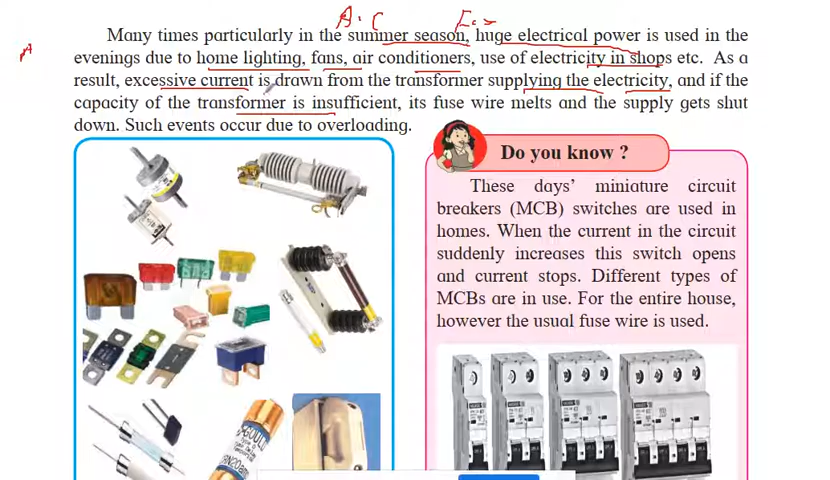 A.C
Many times particularly in the summer season, huge electrical power is used in the
evenings due to home lighting, fans, air conditioners, use of electricity in shops etc. As a
result, excessive current is drawn from the transformer supplying the electricity, and if the
capacity of the transformer is insufficient, its fuse wire melts and the supply gets shut
down. Such events occur due to overloading.
Do you know ?
These days' miniature circuit
breakers (MCB) switches are used in
homes. When the current in the circuit
suddenly increases this switch opens
and current stops. Different types of
MCBs are in use. For the entire house,
however the usual fuse wire is used.